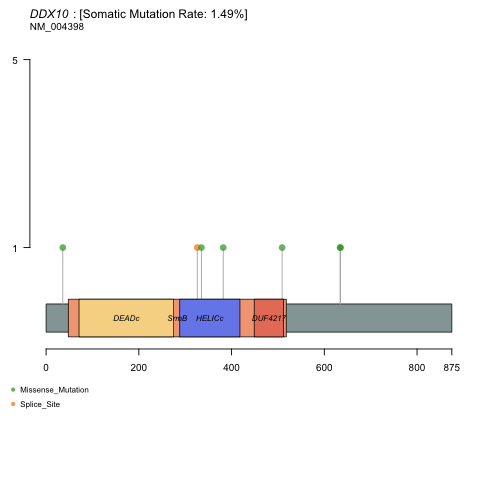 DDX10 : [Somatic Mutation Rate: 1.49%]
NM_004398
5
1
DEADc SrmB HELICc DUF4217
0 200 400 600 800 875
Missense_Mutation
Splice_Site